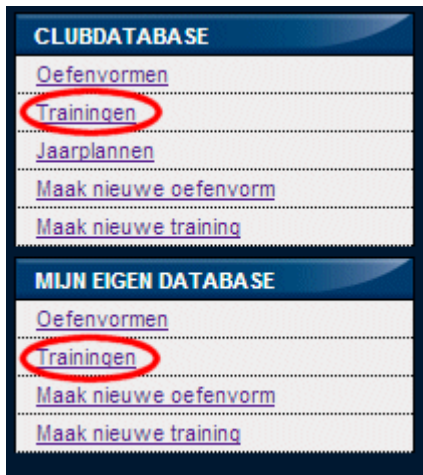 CLUBDATABASE
Oefenvormen
Trainingen
Jaarplannen
Maak nieuwe oefenvorm
Maak nieuwe training
MIJN EIGEN DATABASE
Oefenvormen
Trainingen
Maak nieuwe oefenvorm
Maak nieuwe training